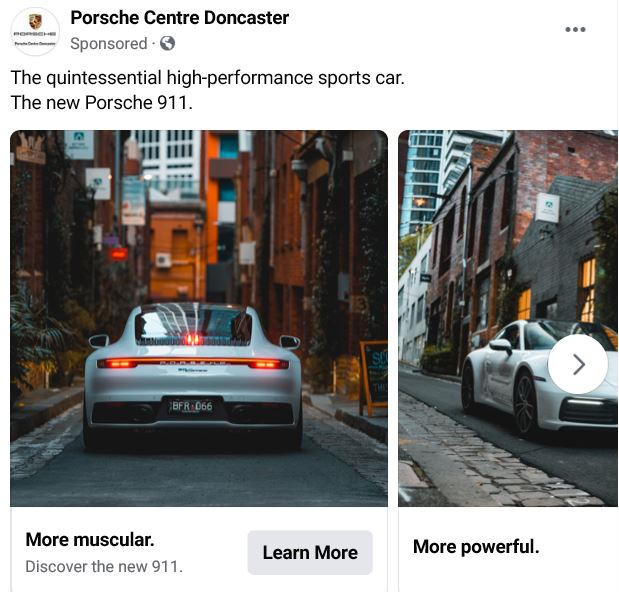 PORSCHE
Porsche Centre Doncaster
Porsche Centre Doncaster
Sponsored ·
The quintessential high-performance sports car.
The new Porsche 911.
PORSCHE
BFR·066
More muscular.
Discover the new 911.
Learn More
More powerful.